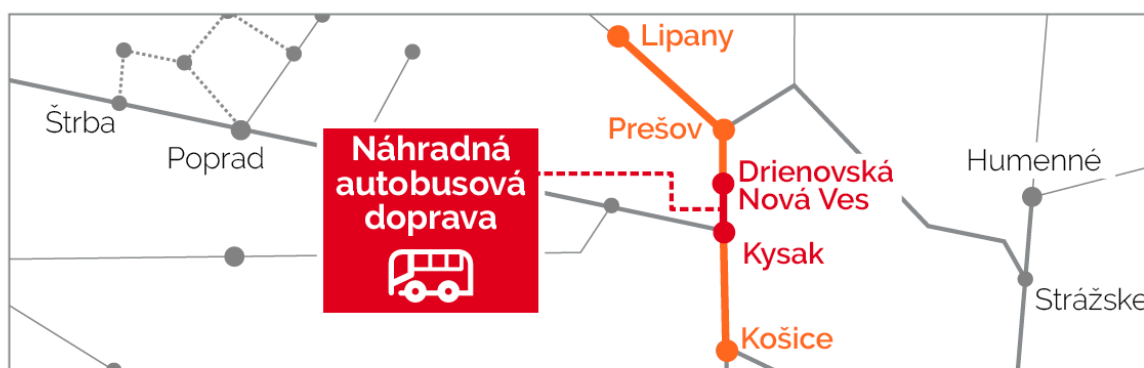 Lipany
Štrba
Prešov
Poprad
Náhradná
autobusová
doprava
Drienovská
Nová Ves
Humenné
Kysak
Strážske
Košice